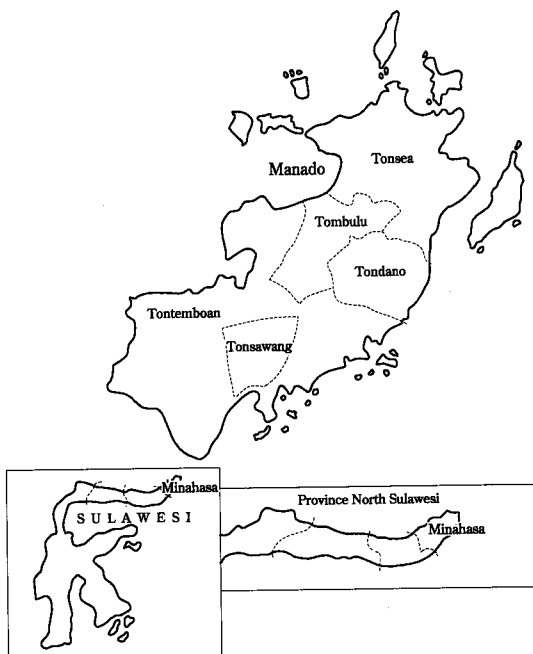 Tonsea
Manado
Tombulu
Tondano
Tontemboan
Tonsawang
Minahasa
SULAWESI
Province North Sulawesi
Minahasa